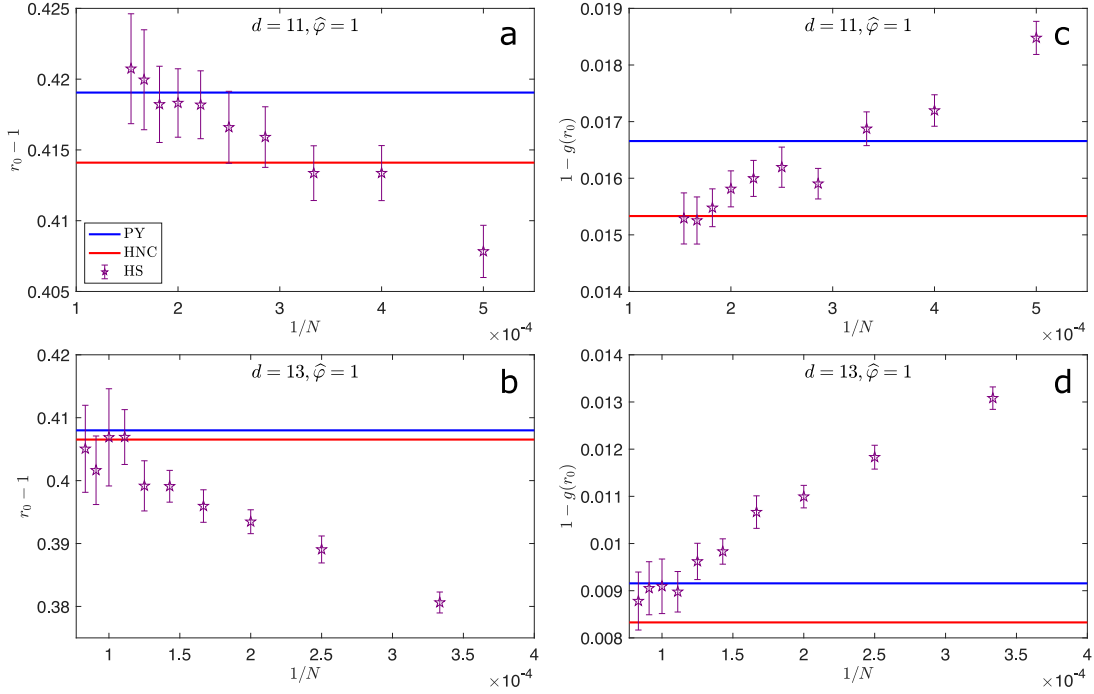 d = 11, φ̂ = 1
a
0.425
0.42
0.415
0.41
0.405
r₀ − 1
PY
HNC
HS
1 2 3 4 5
1/N
×10⁻⁴
d = 11, φ̂ = 1
c
0.019
0.018
0.017
0.016
0.015
0.014
1 − g(r₀)
1 2 3 4 5
1/N
×10⁻⁴
d = 13, φ̂ = 1
b
0.42
0.41
0.4
0.39
0.38
r₀ − 1
1 1.5 2 2.5 3 3.5 4
1/N
×10⁻⁴
d = 13, φ̂ = 1
d
0.014
0.013
0.012
0.011
0.01
0.009
0.008
1 − g(r₀)
1 1.5 2 2.5 3 3.5 4
1/N
×10⁻⁴